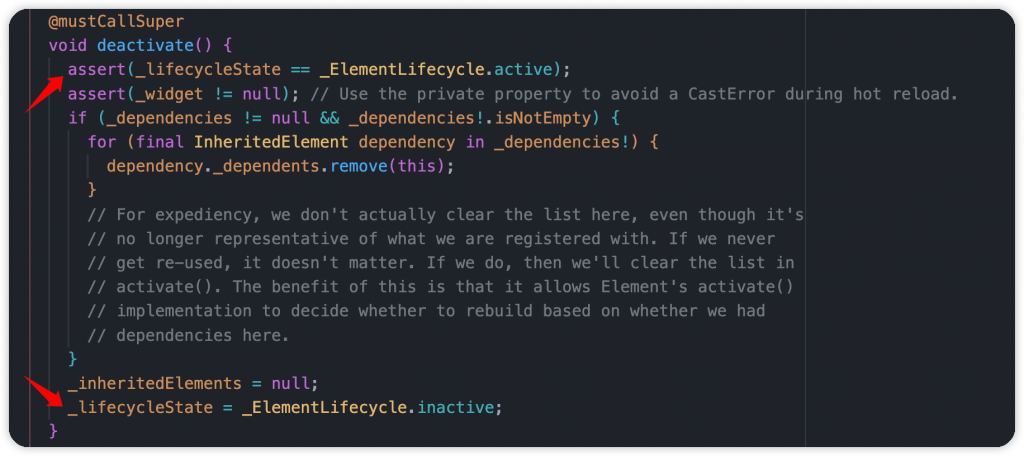 @mustCallSuper
void deactivate() {
assert(_lifecycleState == _ElementLifecycle.active);
assert(_widget != null); // Use the private property to avoid a CastError during hot reload.
if (_dependencies != null && _dependencies!.isNotEmpty) {
for (final InheritedElement dependency in _dependencies!) {
dependency._dependents.remove(this);
}
// For expediency, we don't actually clear the list here, even though it's
// no longer representative of what we are registered with. If we never
// get re-used, it doesn't matter. If we do, then we'll clear the list in
// activate(). The benefit of this is that it allows Element's activate()
// implementation to decide whether to rebuild based on whether we had
// dependencies here.
}
_inheritedElements = null;
_lifecycleState = _ElementLifecycle.inactive;
}